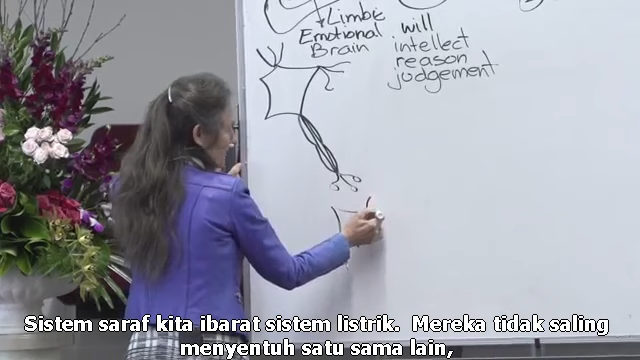 Limbic
Emotional
Brain
will
intellect
reason
judgement
Sistem saraf kita ibarat sistem listrik. Mereka tidak saling
menyentuh satu sama lain,